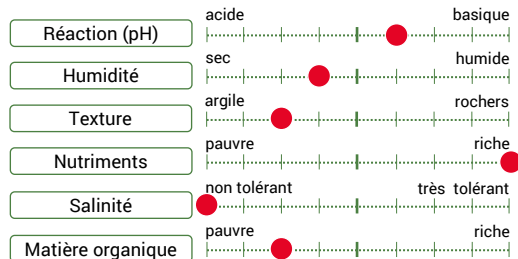 acide basique
Réaction (pH)
sec humide
Humidité
argile rochers
Texture
pauvre riche
Nutriments
non tolérant très tolérant
Salinité
pauvre riche
Matière organique